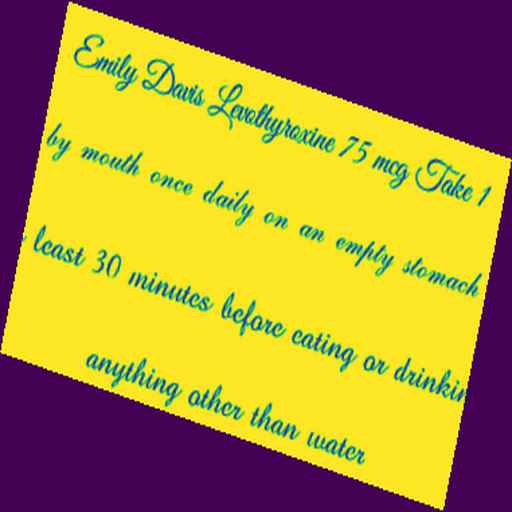 Emily Davis Levothyroxine 75 mcg Take 1
by mouth once daily on an empty stomach
least 30 minutes before eating or
anything other than water